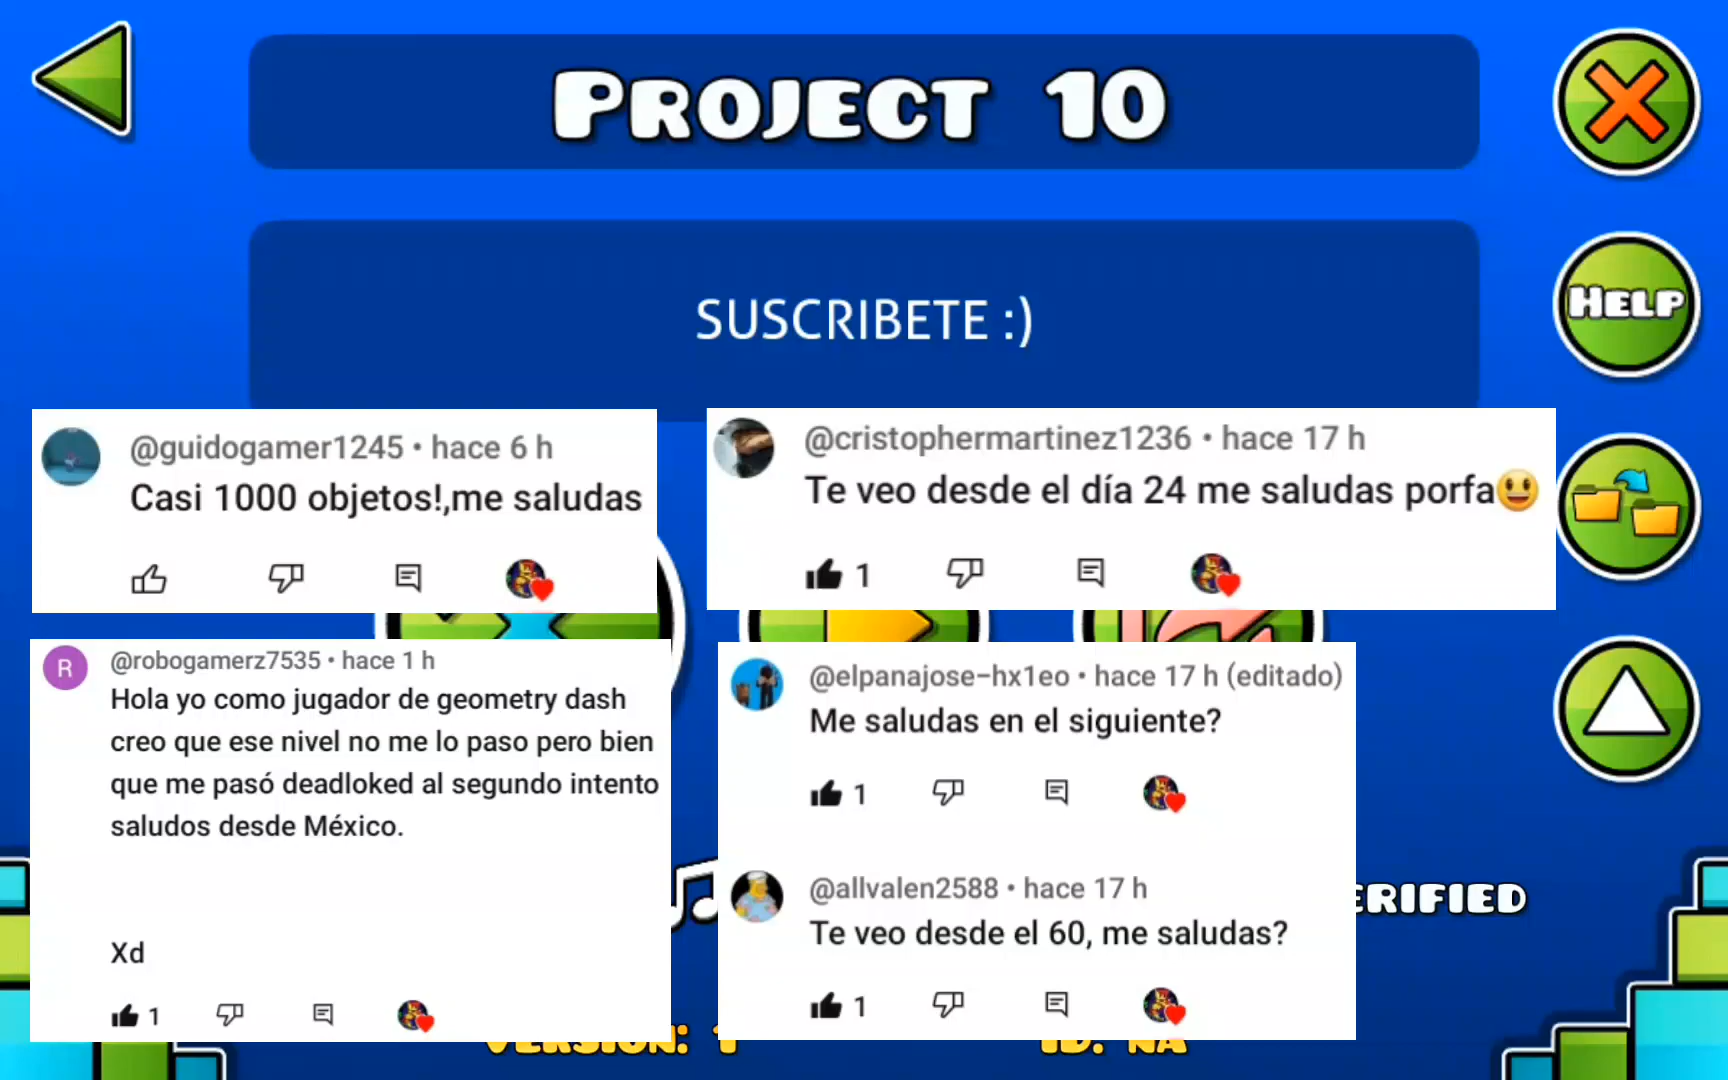 PROJECT 10
SUSCRIBETE :)
HELP
@guidogamer1245 • hace 6 h
Casi 1000 objetos!,me saludas
@cristophermartinez1236 • hace 17 h
Te veo desde el día 24 me saludas porfa😃
1
R
@robogamerz7535 • hace 1 h
Hola yo como jugador de geometry dash
creo que ese nivel no me lo paso pero bien
que me pasó deadloked al segundo intento
saludos desde México.
Xd
1
@elpanajose-hx1eo • hace 17 h (editado)
Me saludas en el siguiente?
1
@allvalen2588 • hace 17 h
Te veo desde el 60, me saludas?
1
ERIFIED
VERSION: 1
ID: NA